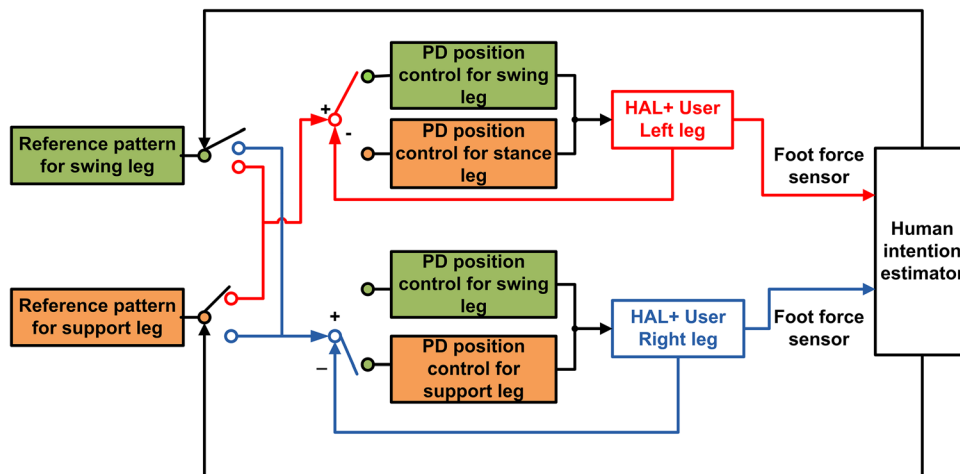 Reference pattern
for swing leg
Reference pattern
for support leg
+
-
PD position
control for swing
leg
PD position
control for stance
leg
HAL+ User
Left leg
Foot force
sensor
+
–
PD position
control for swing
leg
PD position
control for
support leg
HAL+ User
Right leg
Foot force
sensor
Human
intention
estimator